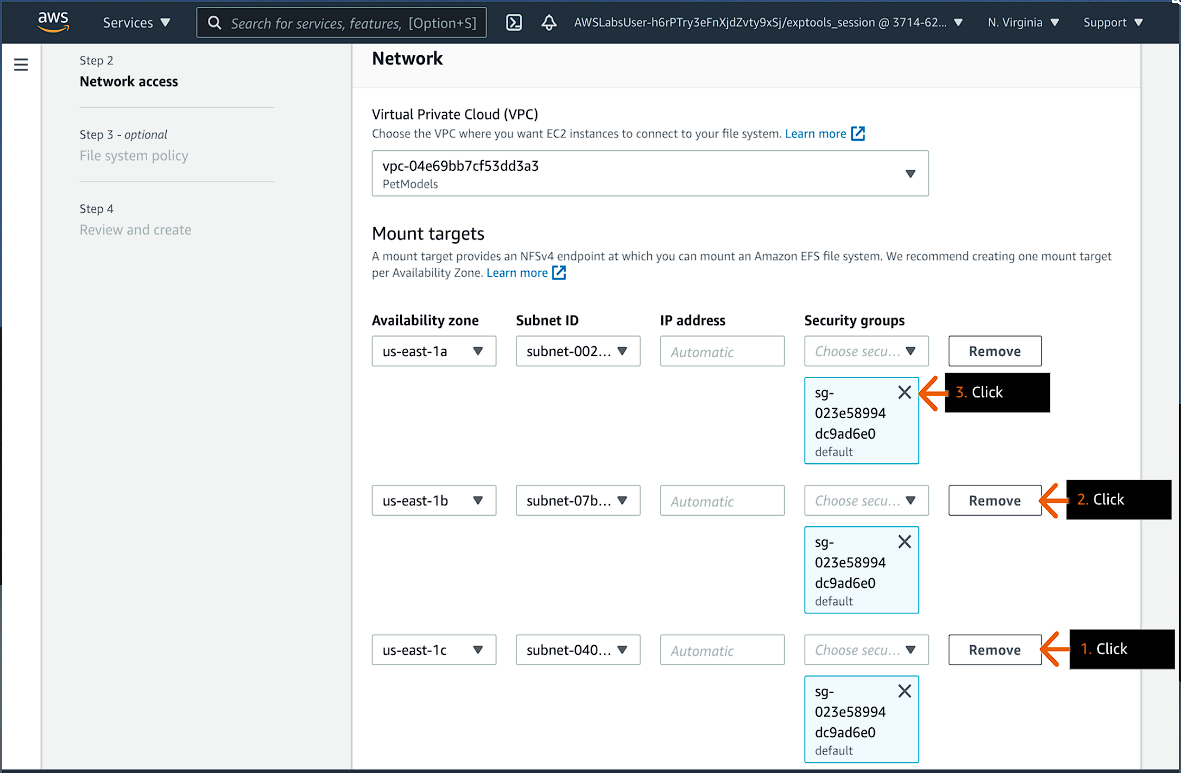 aws
Services
Search for services, features, [Option+S]
AWSLabsUser-h6rPTry3eFnXjdZvty9xSj/exptools_session @ 3714-62...
N. Virginia
Support
Step 2
Network access
Step 3 - optional
File system policy
Step 4
Review and create
Network
Virtual Private Cloud (VPC)
Choose the VPC where you want EC2 instances to connect to your file system. Learn more
vpc-04e69bb7cf53dd3a3
PetModels
Mount targets
A mount target provides an NFSv4 endpoint at which you can mount an Amazon EFS file system. We recommend creating one mount target
per Availability Zone. Learn more
Availability zone Subnet ID IP address Security groups
us-east-1a subnet-002... Automatic Choose secu... Remove
sg-
023e58994
dc9ad6e0
default
3. Click
us-east-1b subnet-07b... Automatic Choose secu... Remove
2. Click
sg-
023e58994
dc9ad6e0
default
us-east-1c subnet-040... Automatic Choose secu... Remove
1. Click
sg-
023e58994
dc9ad6e0
default